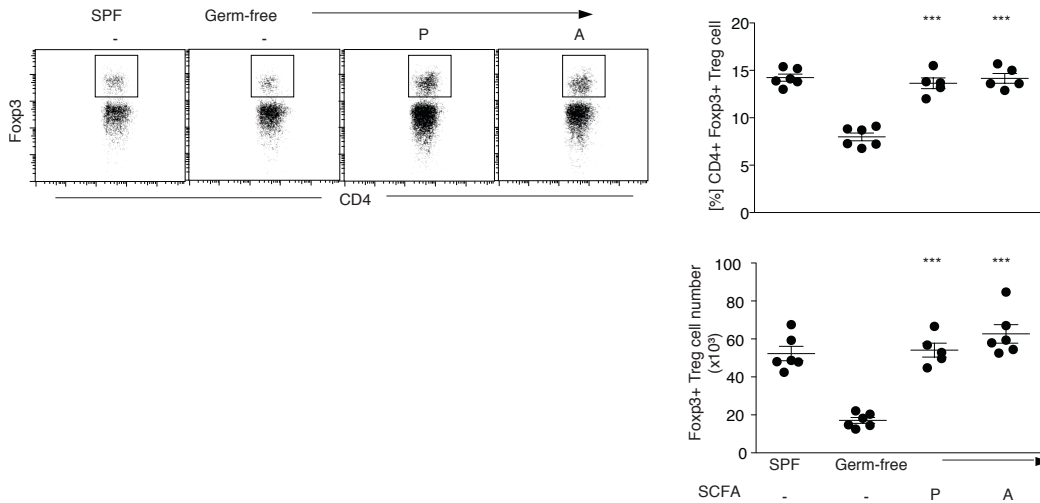 SPF Germ-free
- - P A
Foxp3
CD4
[%] CD4+ Foxp3+ Treg cell
20
15
10
5
0
*** ***
Foxp3+ Treg cell number
(x10³)
100
80
60
40
20
0
*** ***
SPF Germ-free
SCFA - - P A